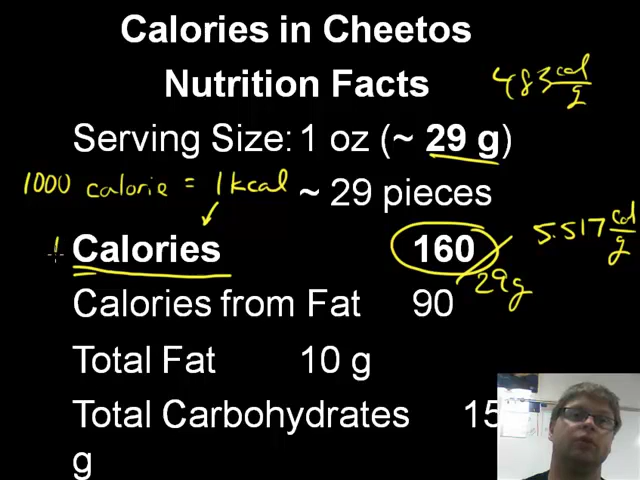 Calories in Cheetos
Nutrition Facts
483 cal/g
Serving Size: 1 oz (~ 29 g)
1000 calorie = 1 kcal ~ 29 pieces
Calories 160 / 29g 5.517 cal/g
Calories from Fat 90
Total Fat 10 g
Total Carbohydrates 15
g